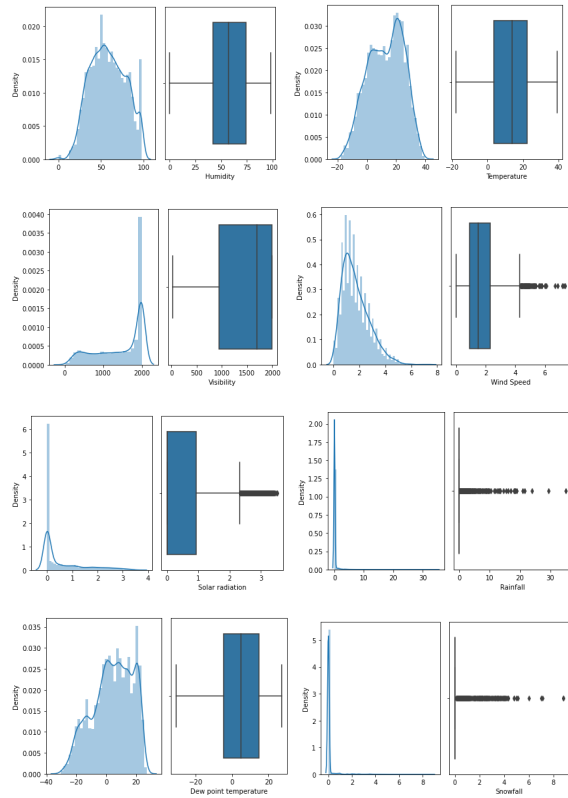 Density
0.020
0.015
0.010
0.005
0.000
0 50 100
0 25 50 75 100
Humidity
Density
0.030
0.025
0.020
0.015
0.010
0.005
0.000
−20 0 20 40
−20 0 20 40
Temperature
Density
0.0040
0.0035
0.0030
0.0025
0.0020
0.0015
0.0010
0.0005
0.0000
0 1000 2000
0 500 1000 1500 2000
Visibility
Density
0.6
0.5
0.4
0.3
0.2
0.1
0.0
0 2 4 6 8
0 2 4 6
Wind Speed
Density
6
5
4
3
2
1
0
0 1 2 3 4
0 1 2 3
Solar radiation
Density
2.00
1.75
1.50
1.25
1.00
0.75
0.50
0.25
0.00
0 10 20 30
0 10 20 30
Rainfall
Density
0.035
0.030
0.025
0.020
0.015
0.010
0.005
0.000
−40 −20 0 20
−20 0 20
Dew point temperature
Density
5
4
3
2
1
0
0 2 4 6 8
0 2 4 6 8
Snowfall